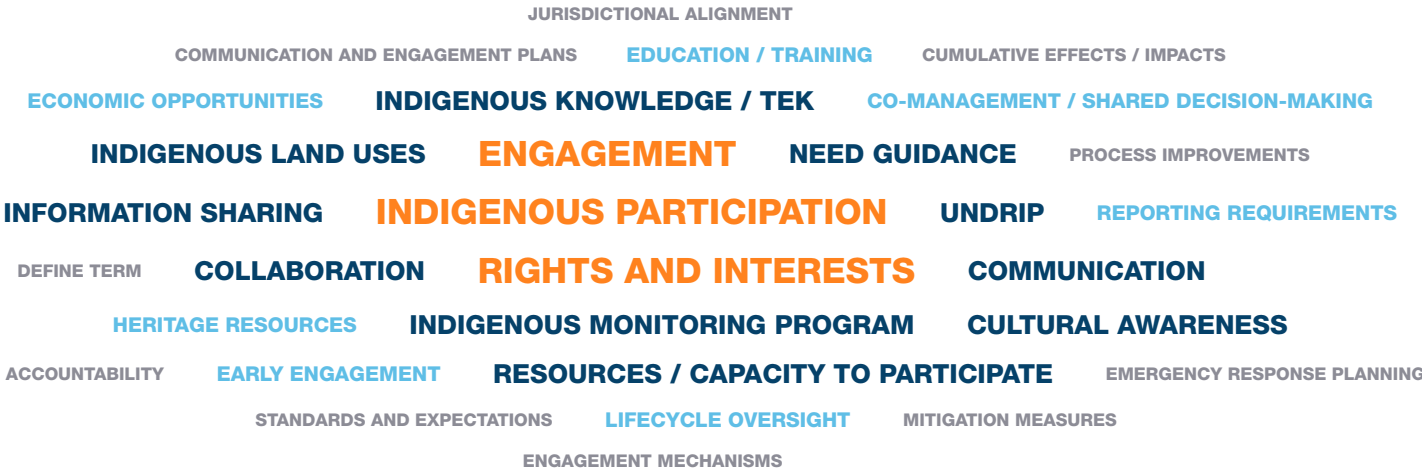 JURISDICTIONAL ALIGNMENT
COMMUNICATION AND ENGAGEMENT PLANS EDUCATION / TRAINING CUMULATIVE EFFECTS / IMPACTS
ECONOMIC OPPORTUNITIES INDIGENOUS KNOWLEDGE / TEK CO-MANAGEMENT / SHARED DECISION-MAKING
INDIGENOUS LAND USES ENGAGEMENT NEED GUIDANCE PROCESS IMPROVEMENTS
INFORMATION SHARING INDIGENOUS PARTICIPATION UNDRIP REPORTING REQUIREMENTS
DEFINE TERM COLLABORATION RIGHTS AND INTERESTS COMMUNICATION
HERITAGE RESOURCES INDIGENOUS MONITORING PROGRAM CULTURAL AWARENESS
ACCOUNTABILITY EARLY ENGAGEMENT RESOURCES / CAPACITY TO PARTICIPATE EMERGENCY RESPONSE PLANNING
STANDARDS AND EXPECTATIONS LIFECYCLE OVERSIGHT MITIGATION MEASURES
ENGAGEMENT MECHANISMS